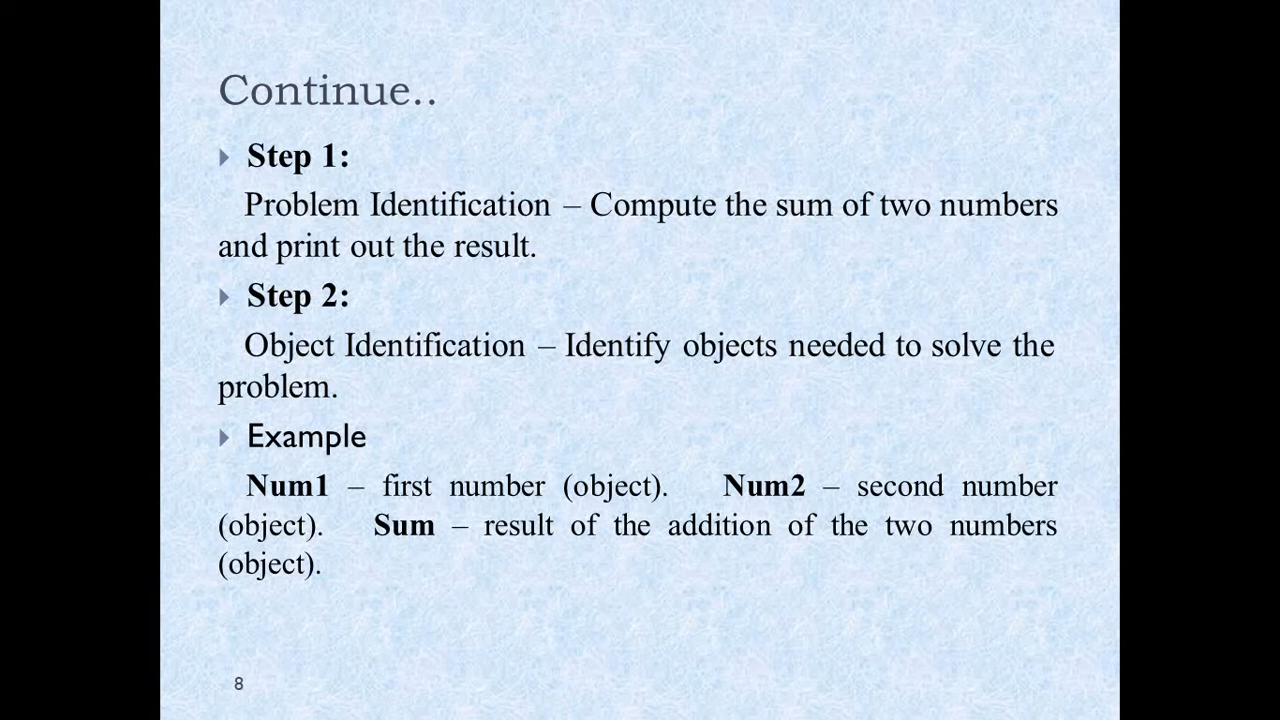 Continue..
Step 1:
Problem Identification – Compute the sum of two numbers
and print out the result.
Step 2:
Object Identification – Identify objects needed to solve the
problem.
Example
Num1 – first number (object). Num2 – second number
(object). Sum – result of the addition of the two numbers
(object).
8